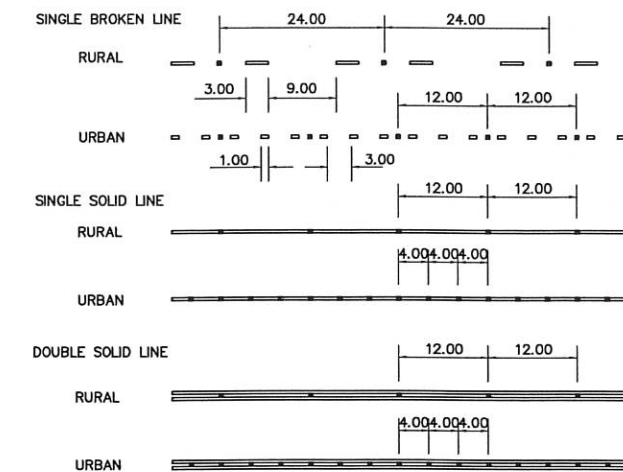 SINGLE BROKEN LINE
24.00 24.00
RURAL
3.00 9.00
12.00 12.00
URBAN
1.00 3.00
12.00 12.00
SINGLE SOLID LINE
RURAL
4.00 4.00 4.00
URBAN
DOUBLE SOLID LINE
12.00 12.00
RURAL
4.00 4.00 4.00
URBAN